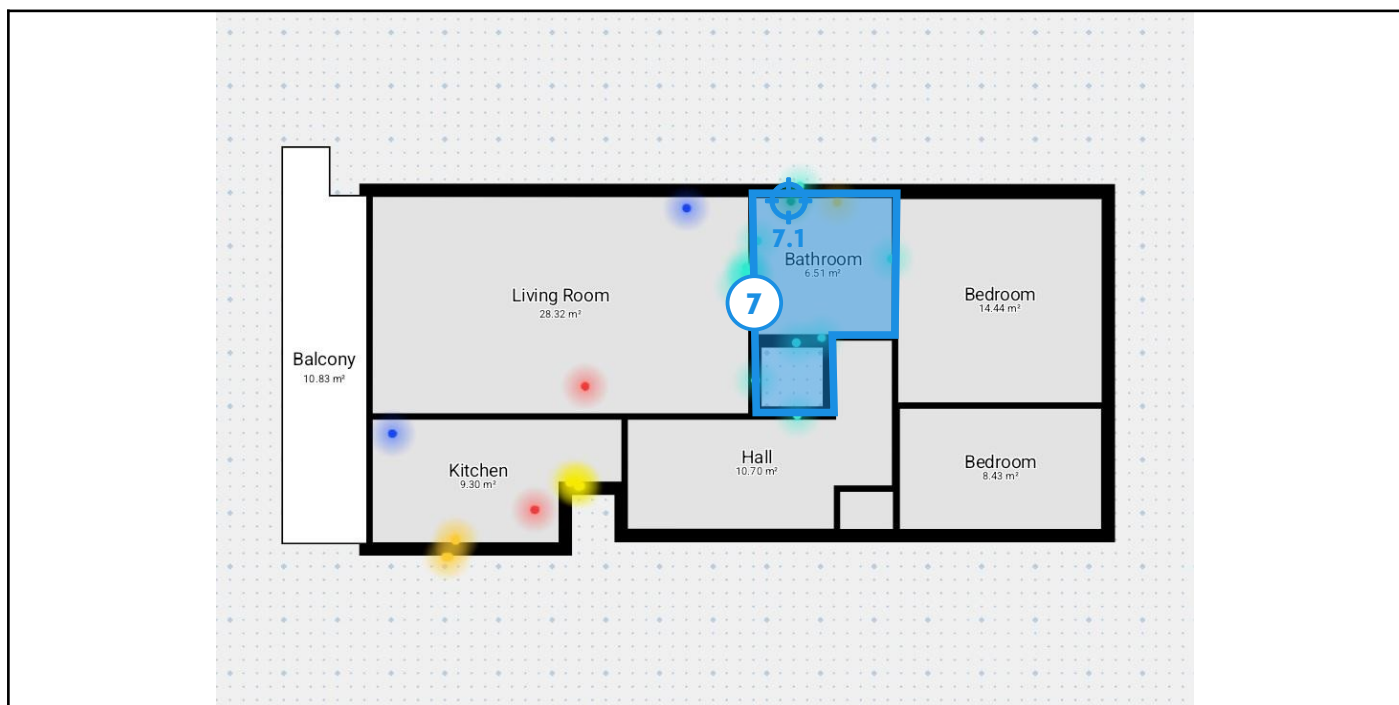 7.1
Bathroom
6.51 m²
Living Room
28.32 m²
7
Bedroom
14.44 m²
Balcony
10.83 m²
Kitchen
9.30 m²
Hall
10.70 m²
Bedroom
8.43 m²